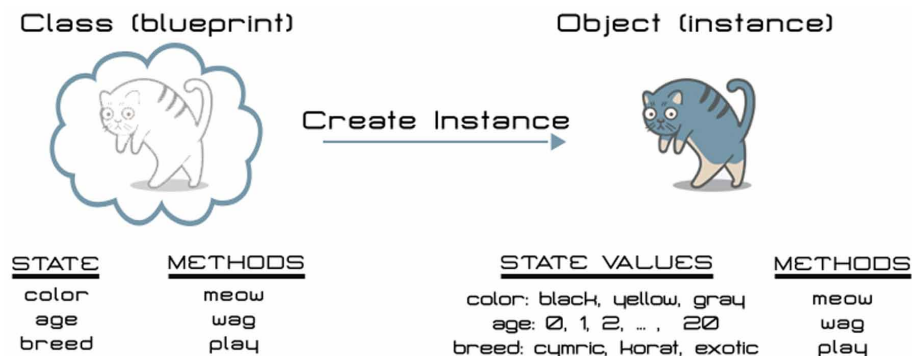 Class (blueprint)
Object (instance)
Create Instance
STATE
color
age
breed
METHODS
meow
wag
play
STATE VALUES
color: black, yellow, gray
age: 0, 1, 2, ... , 20
breed: cymric, korat, exotic
METHODS
meow
wag
play